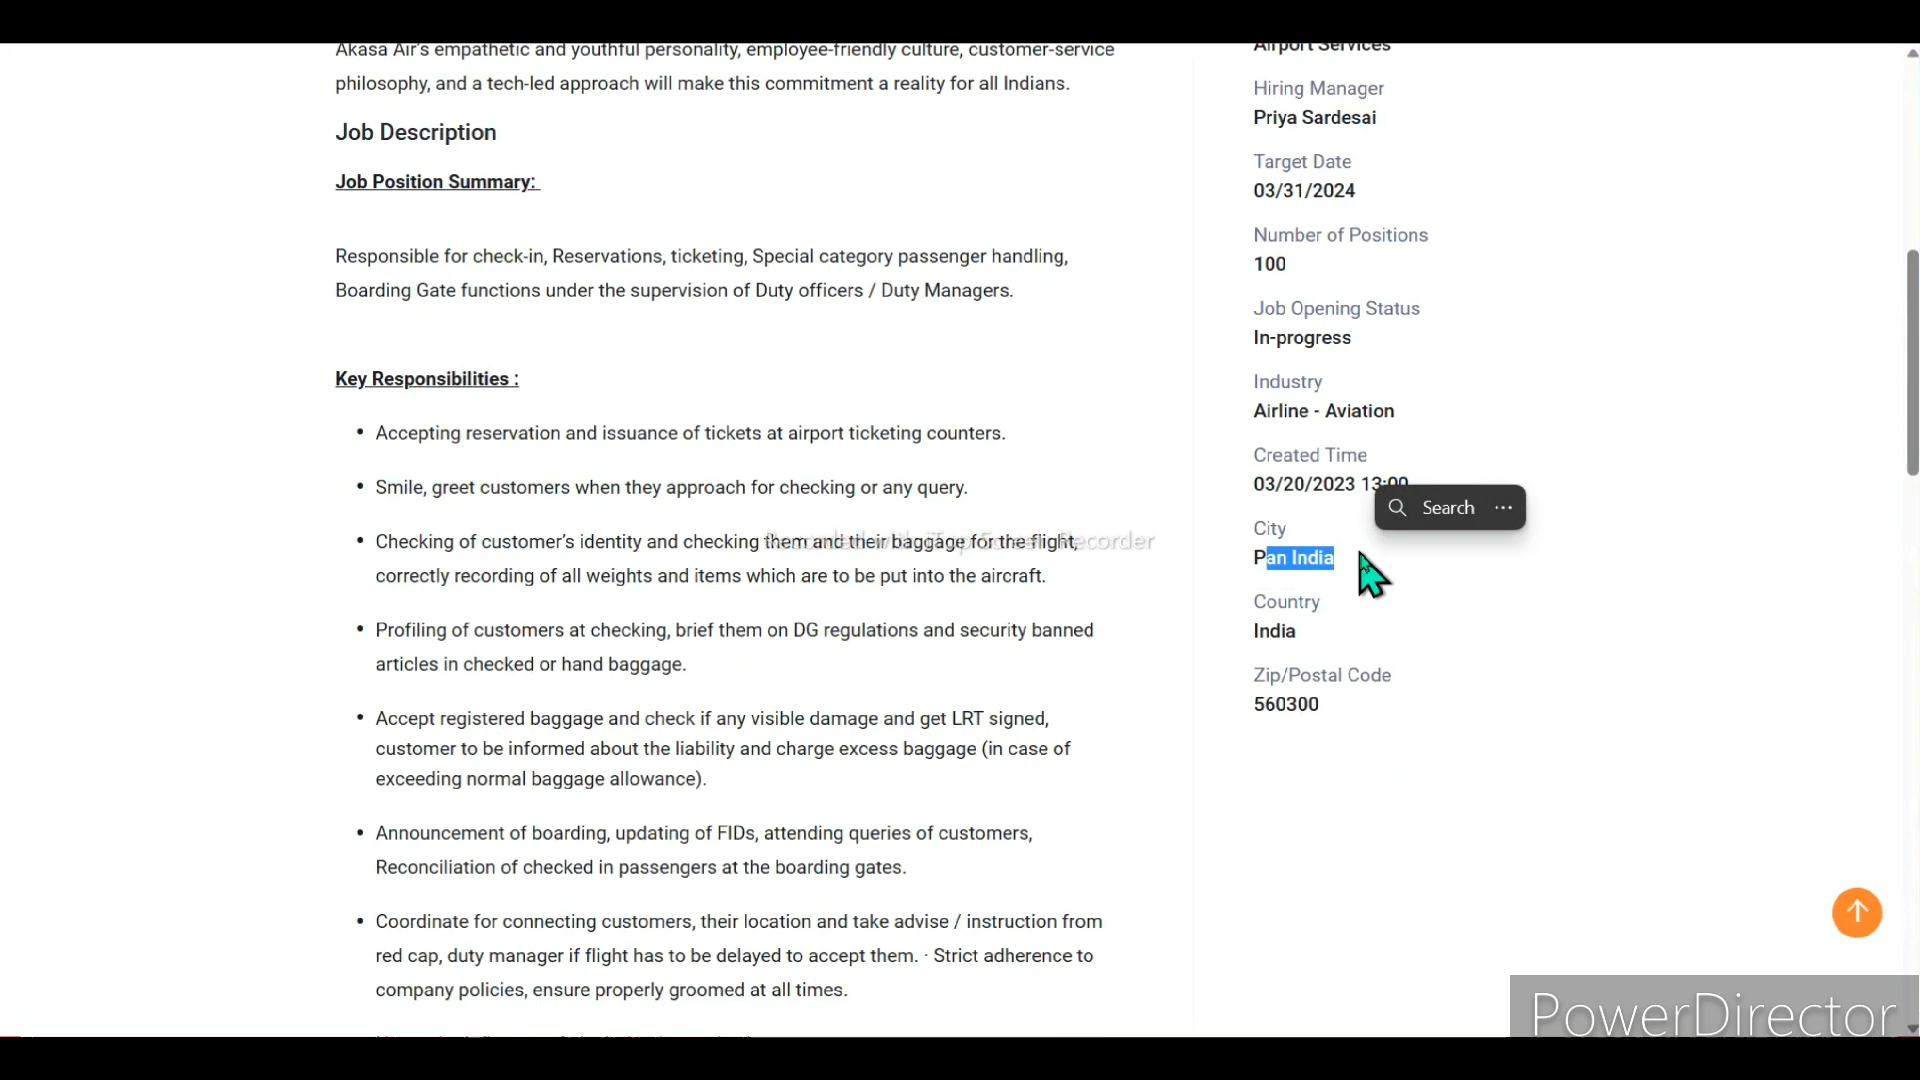 Akasa Air's empathetic and youthful personality, employee-friendly culture, customer-service
philosophy, and a tech-led approach will make this commitment a reality for all Indians.
Job Description
Job Position Summary:
Responsible for check-in, Reservations, ticketing, Special category passenger handling,
Boarding Gate functions under the supervision of Duty officers / Duty Managers.
Key Responsibilities :
• Accepting reservation and issuance of tickets at airport ticketing counters.
• Smile, greet customers when they approach for checking or any query.
• Checking of customer's identity and checking them and their baggage for the flight,
correctly recording of all weights and items which are to be put into the aircraft.
• Profiling of customers at checking, brief them on DG regulations and security banned
articles in checked or hand baggage.
• Accept registered baggage and check if any visible damage and get LRT signed,
customer to be informed about the liability and charge excess baggage (in case of
exceeding normal baggage allowance).
• Announcement of boarding, updating of FIDs, attending queries of customers,
Reconciliation of checked in passengers at the boarding gates.
• Coordinate for connecting customers, their location and take advise / instruction from
red cap, duty manager if flight has to be delayed to accept them. · Strict adherence to
company policies, ensure properly groomed at all times.
Airport Services
Hiring Manager
Priya Sardesai
Target Date
03/31/2024
Number of Positions
100
Job Opening Status
In-progress
Industry
Airline - Aviation
Created Time
03/20/2023 13:00
Search ···
City
Pan India
Country
India
Zip/Postal Code
560300
Recorded with iTop Screen Recorder
PowerDirector